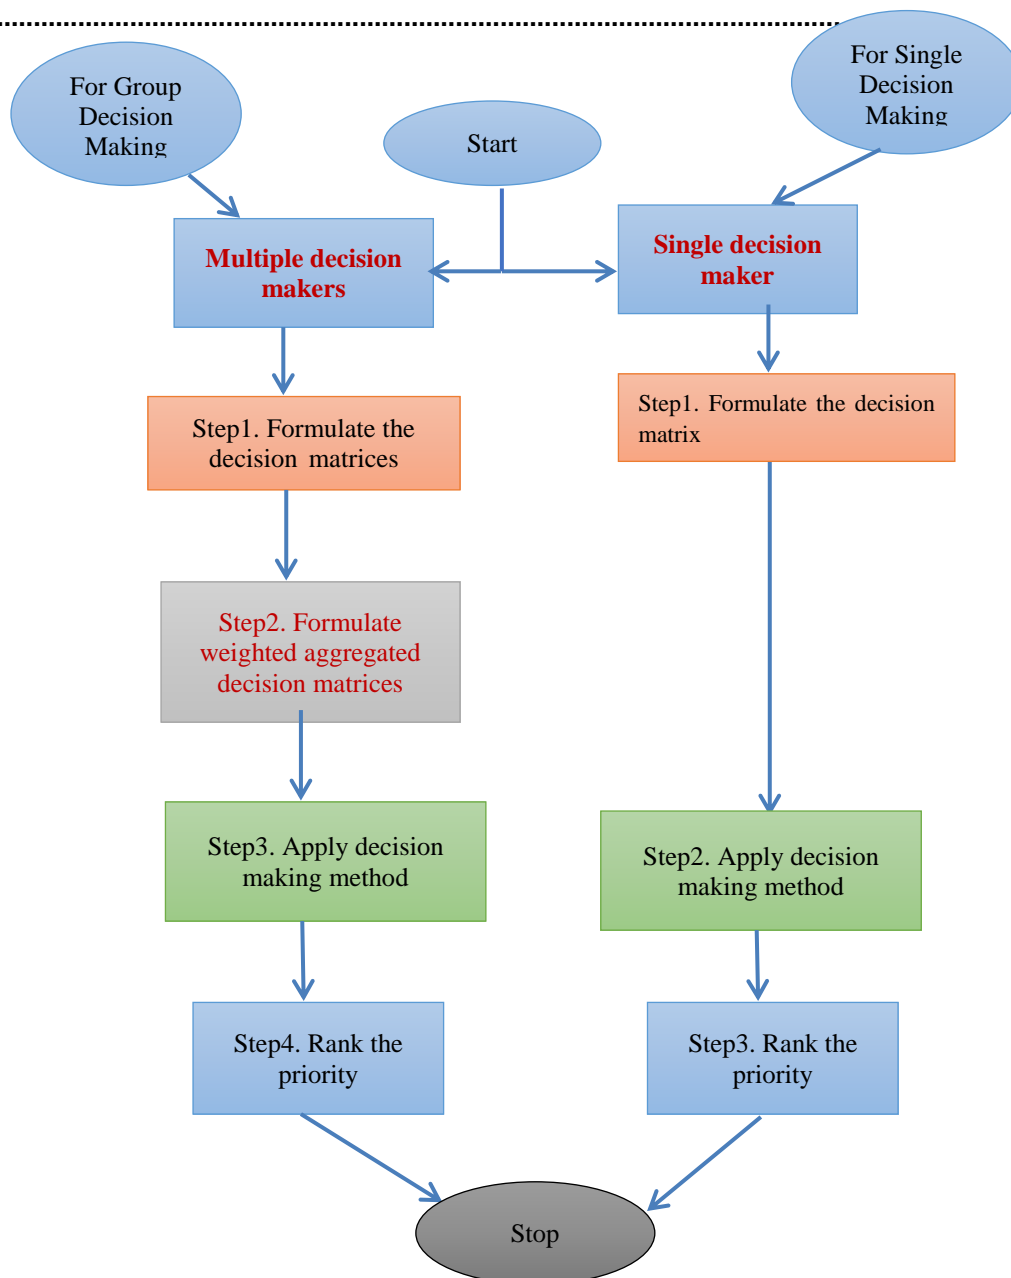 For Group
Decision
Making
For Single
Decision
Making
Start
Multiple decision
makers
Single decision
maker
Step1. Formulate the
decision matrices
Step1. Formulate the decision
matrix
Step2. Formulate
weighted aggregated
decision matrices
Step3. Apply decision
making method
Step2. Apply decision
making method
Step4. Rank the
priority
Step3. Rank the
priority
Stop